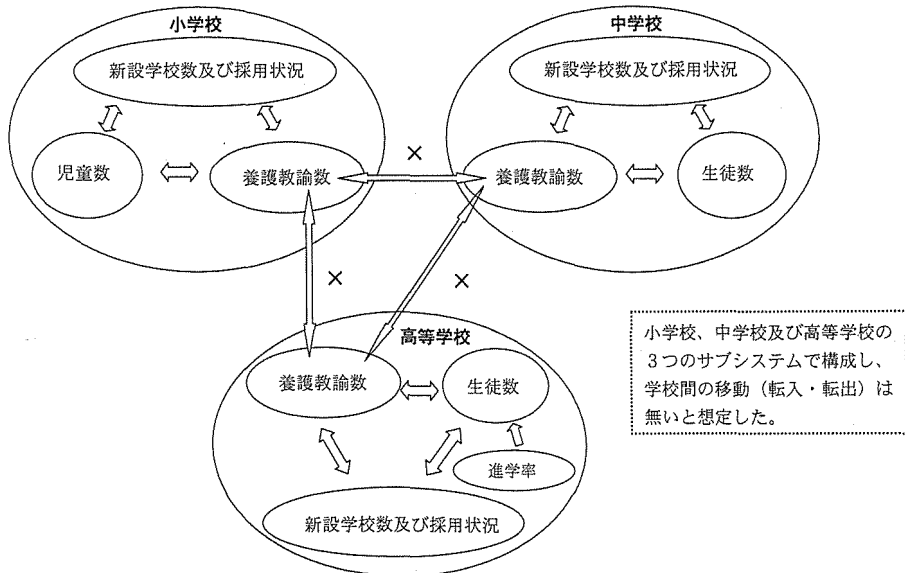 小学校
新設学校数及び採用状況
児童数
養護教諭数
中学校
新設学校数及び採用状況
養護教諭数
生徒数
×
×
×
高等学校
養護教諭数
生徒数
進学率
新設学校数及び採用状況
小学校、中学校及び高等学校の
3つのサブシステムで構成し、
学校間の移動（転入・転出）は
無いと想定した。